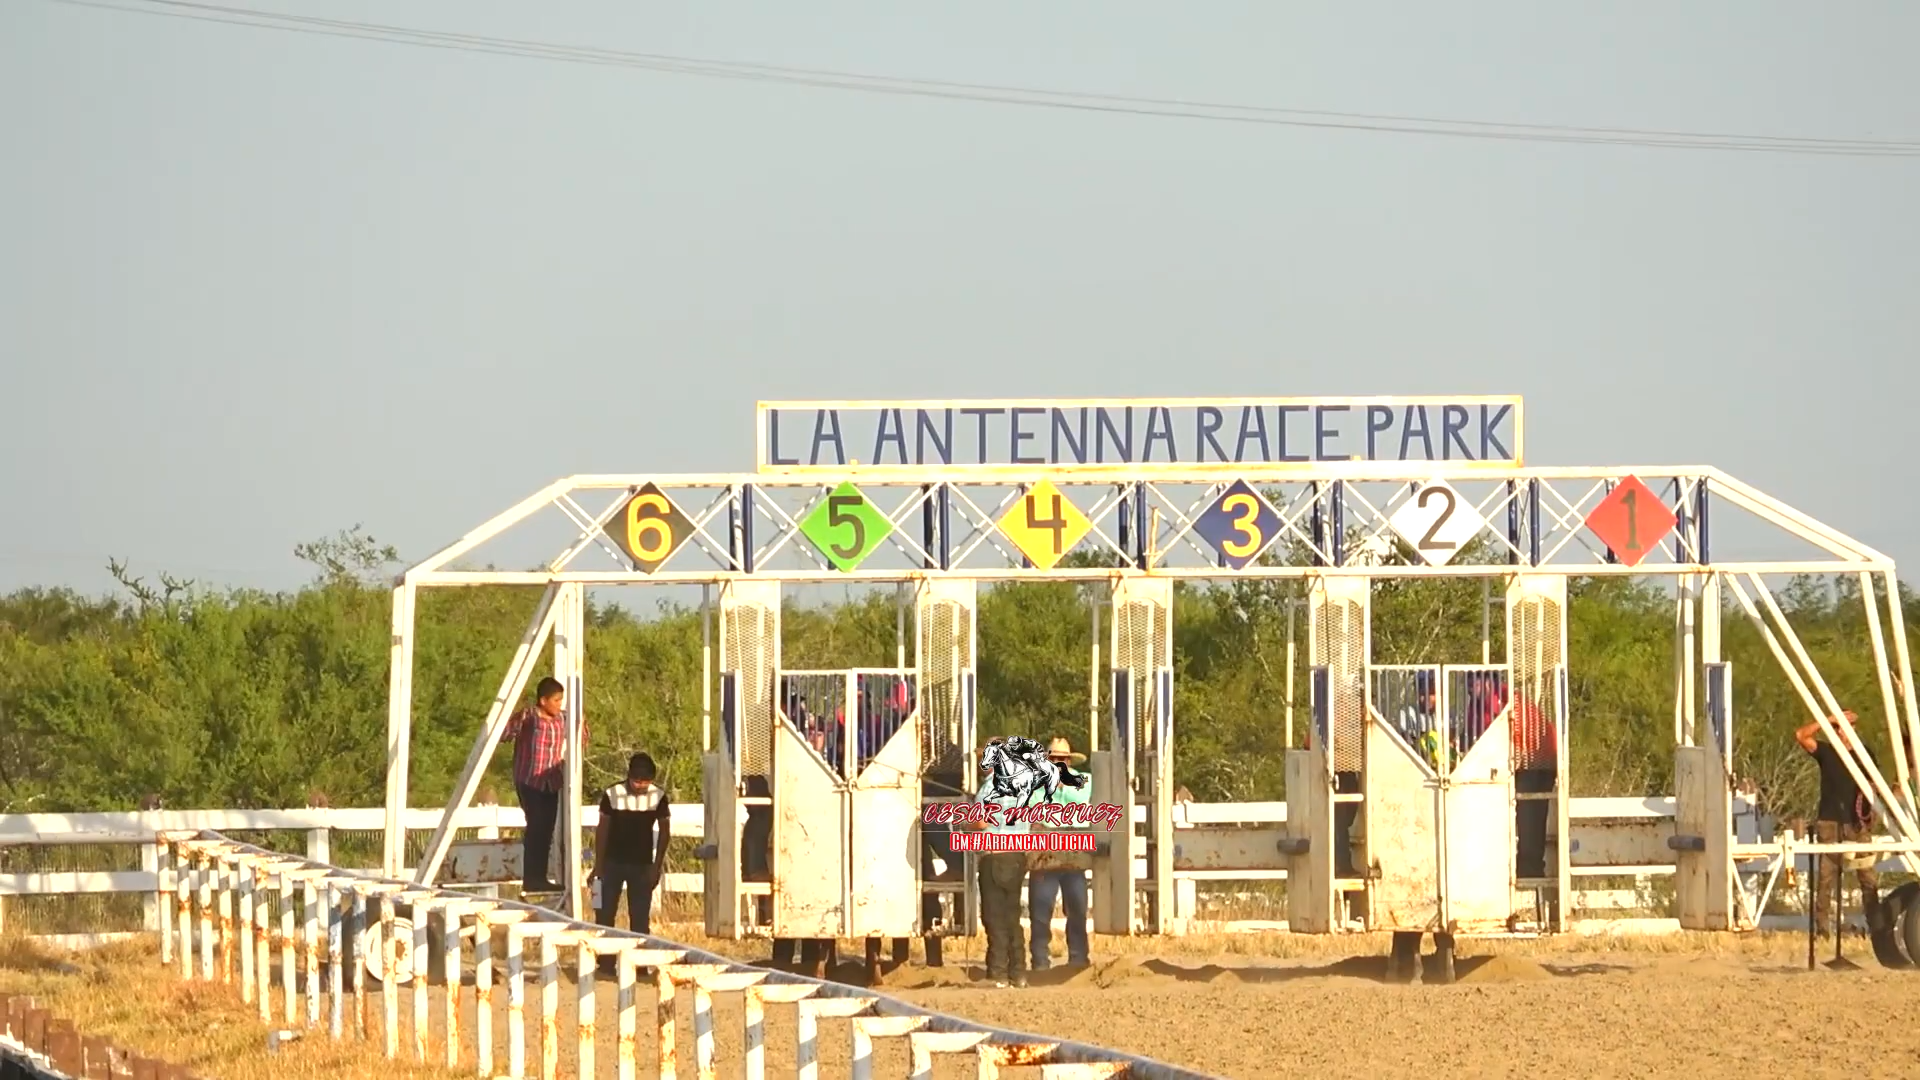 LA ANTENNA RACE PARK
6 5 4 3 2 1
CESAR MARQUEZ
CM#ARRANCAN OFICIAL